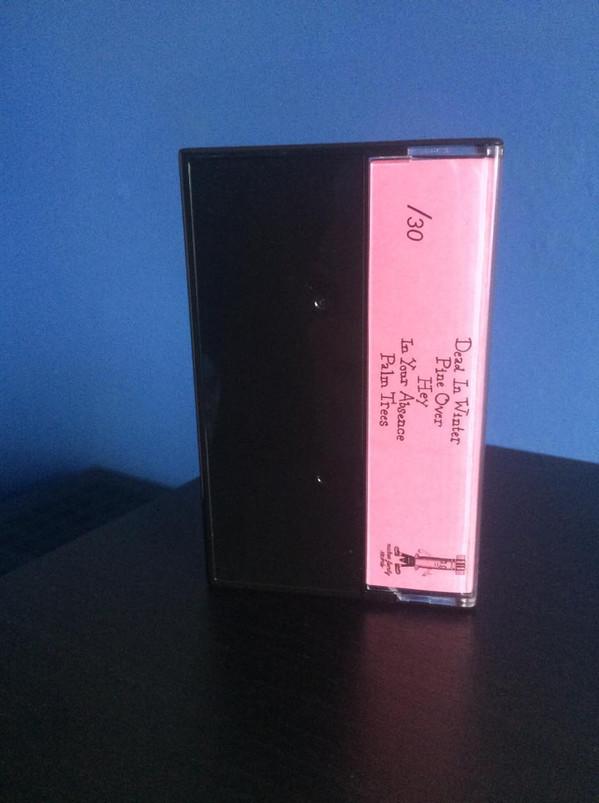 Dead In Winter
Pine Over
Hey
In Your Absence
Palm Trees
/30